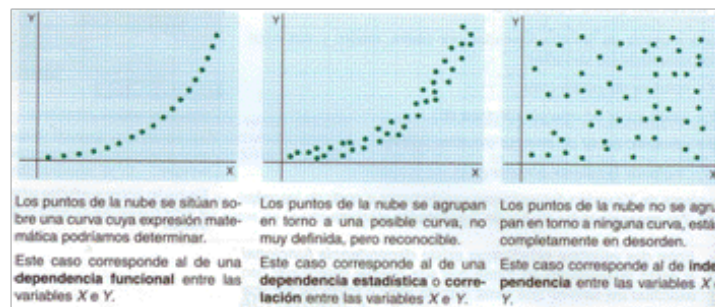 Y
X
Los puntos de la nube se sitúan so-
bre una curva cuya expresión mate-
mática podríamos determinar.
Este caso corresponde al de una
dependencia funcional entre las
variables X e Y.
Y
X
Los puntos de la nube se agrupan
en torno a una posible curva, no
muy definida, pero reconocible.
Este caso corresponde al de una
dependencia estadística o corre-
lación entre las variables X e Y.
Y
X
Los puntos de la nube no se agru
pan en torno a ninguna curva, está
completamente en desorden.
Este caso corresponde al de inde
pendencia entre las variables X
Y.